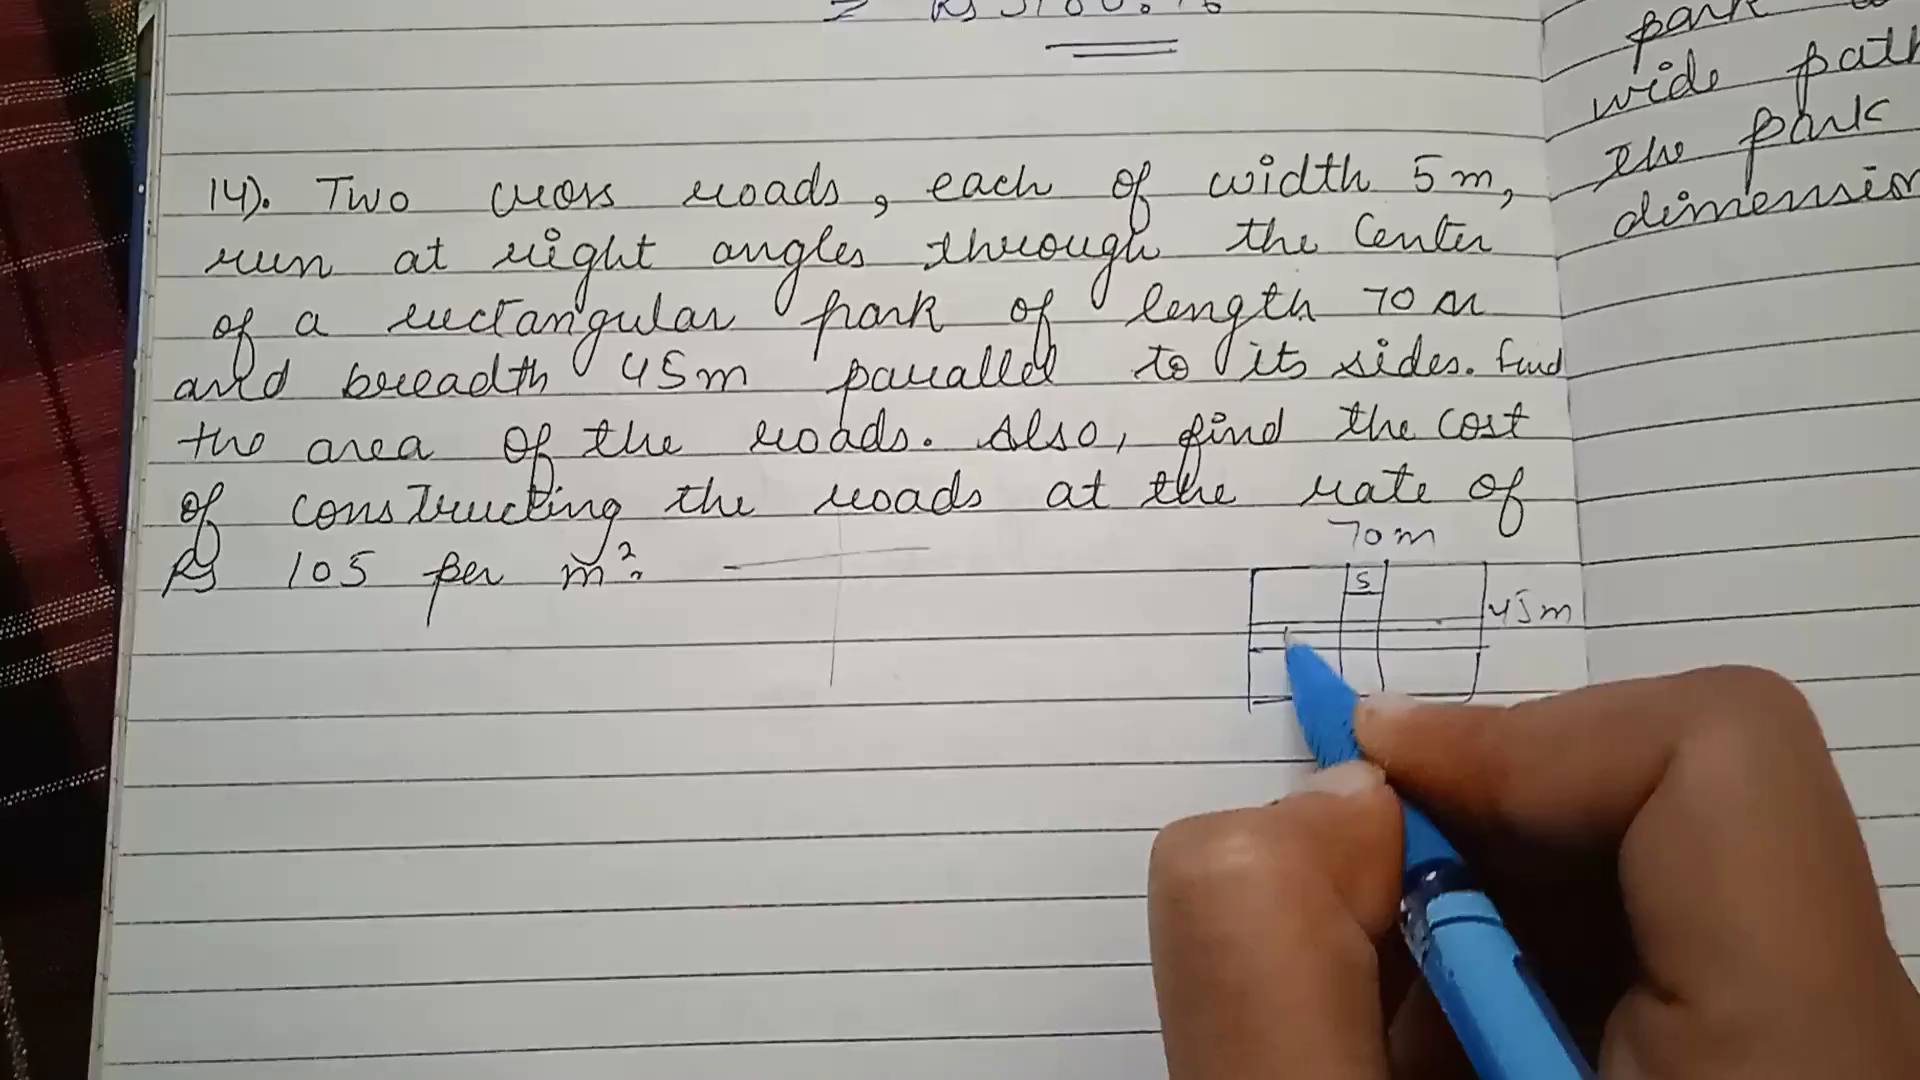 14). Two cross roads, each of width 5m,
run at right angles through the Center
of a rectangular park of length 70 m
and breadth 45m parallel to its sides. Find
the area of the roads. Also, find the cost
of constructing the roads at the rate of
Rs 105 per m².
70m
5
45m
park
wide path
the park
dimension